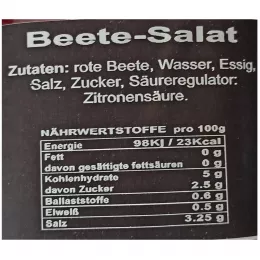 Beete-Salat
Zutaten: rote Beete, Wasser, Essig,
Salz, Zucker, Säureregulator:
Zitronensäure.
NÄHRWERTSTOFFE pro 100g
Energie 98Kj / 23Kcal
Fett 0 g
davon gesättigte fettsäuren 0 g
Kohlenhydrate 5 g
davon Zucker 2.5 g
Ballaststoffe 0.6 g
Eiweiß 0.5 g
Salz 3.25 g